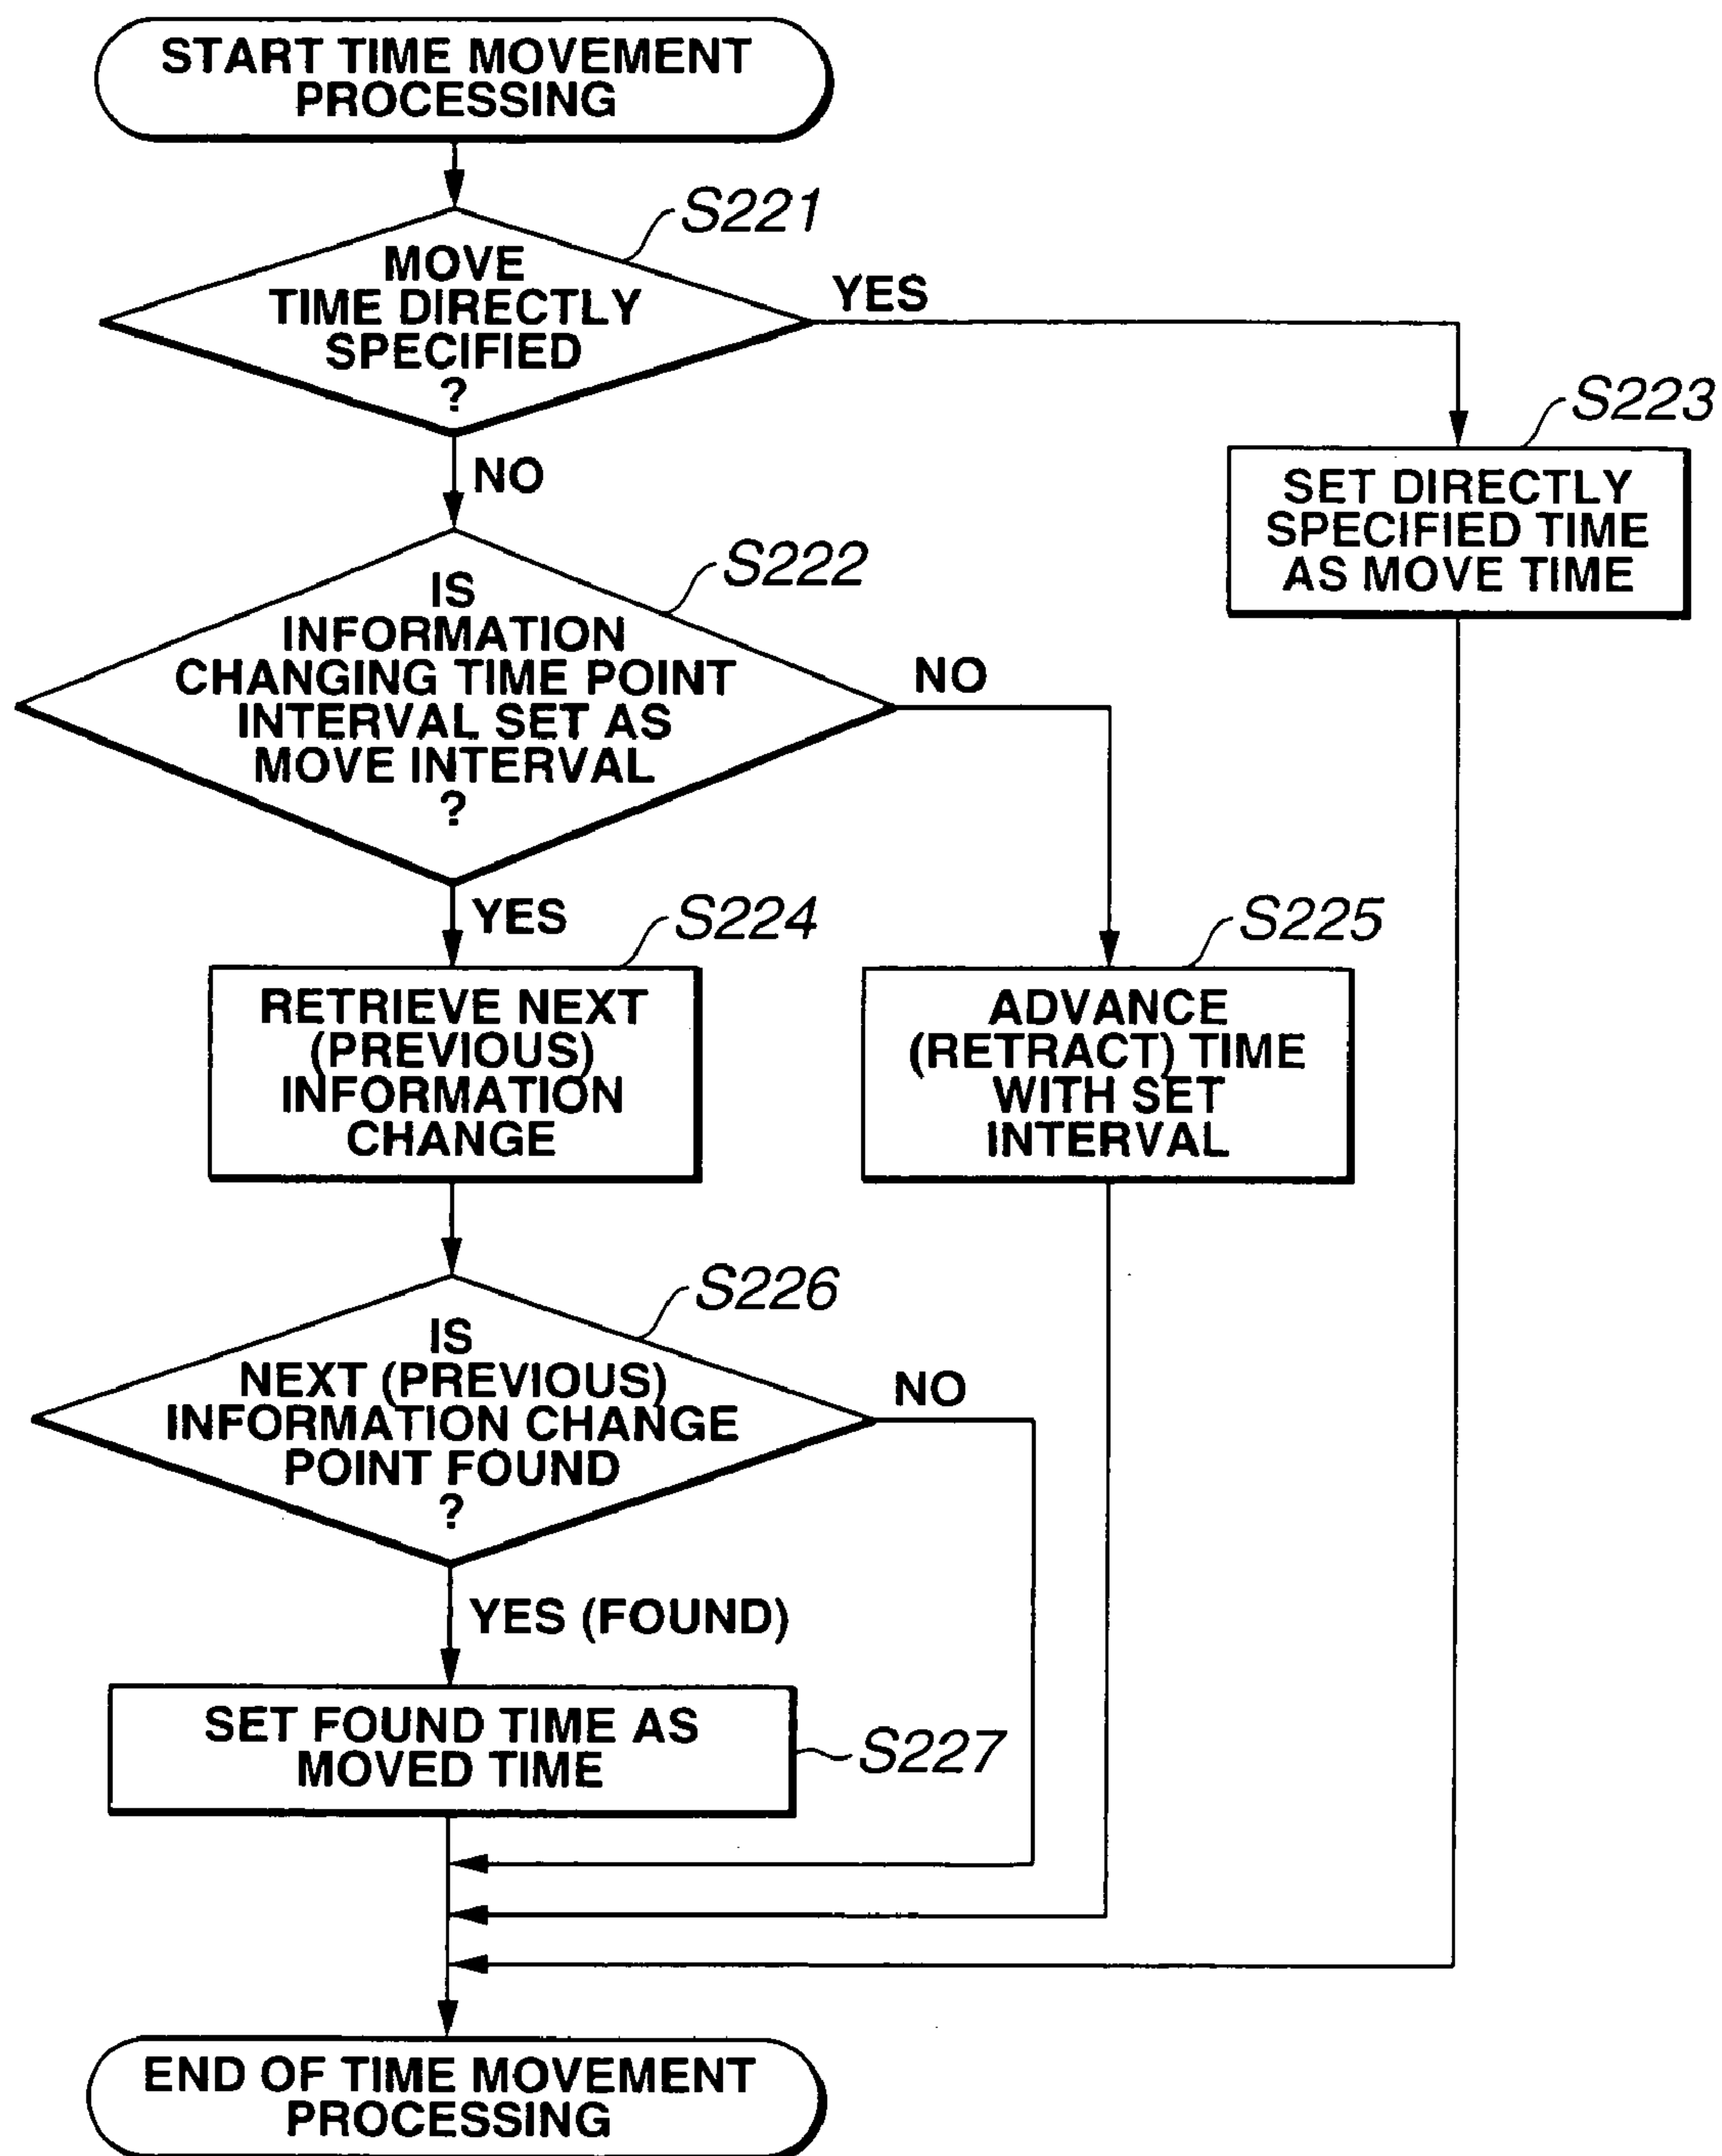 START TIME MOVEMENT
PROCESSING
S221
MOVE
TIME DIRECTLY
SPECIFIED
?
YES
NO
S223
SET DIRECTLY
SPECIFIED TIME
AS MOVE TIME
S222
IS
INFORMATION
CHANGING TIME POINT
INTERVAL SET AS
MOVE INTERVAL
?
NO
YES
S224
RETRIEVE NEXT
(PREVIOUS)
INFORMATION
CHANGE
S225
ADVANCE
(RETRACT) TIME
WITH SET
INTERVAL
S226
IS
NEXT (PREVIOUS)
INFORMATION CHANGE
POINT FOUND
?
NO
YES (FOUND)
SET FOUND TIME AS
MOVED TIME
S227
END OF TIME MOVEMENT
PROCESSING